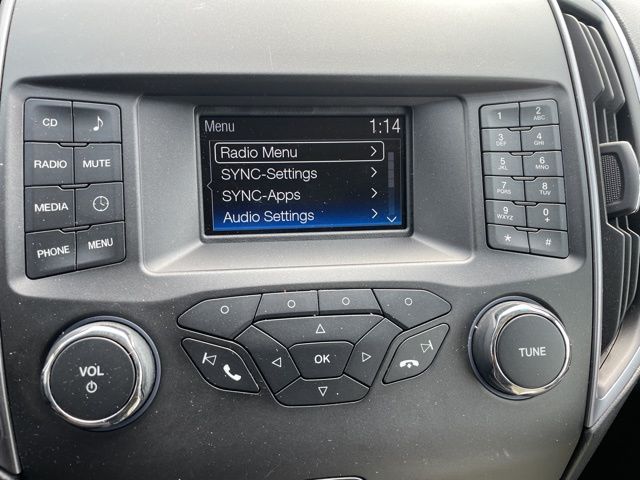 CD
RADIO MUTE
MEDIA
PHONE MENU
Menu 1:14
Radio Menu
SYNC-Settings
SYNC-Apps
Audio Settings
1 2 ABC
3 DEF 4 GHI
5 JKL 6 MNO
7 PQRS 8 TUV
9 WXYZ 0 +
* #
VOL
OK
TUNE